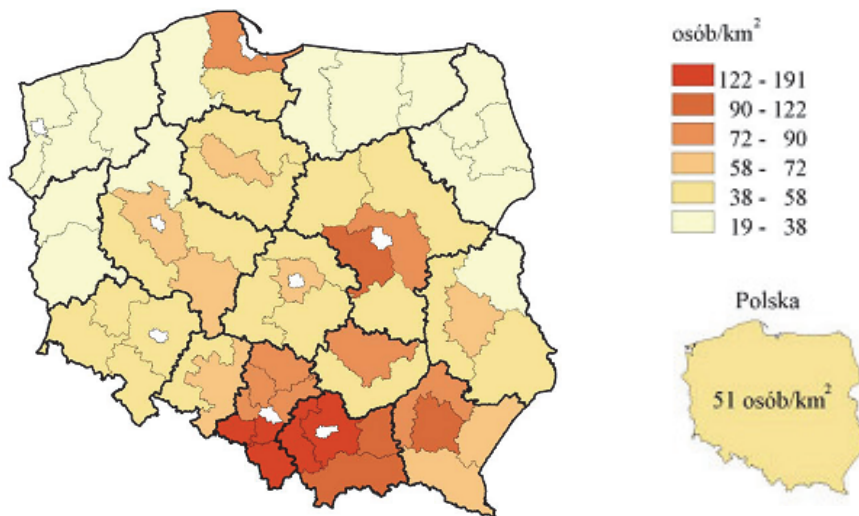 osób/km²
122 - 191
90 - 122
72 - 90
58 - 72
38 - 58
19 - 38
Polska
51 osób/km²